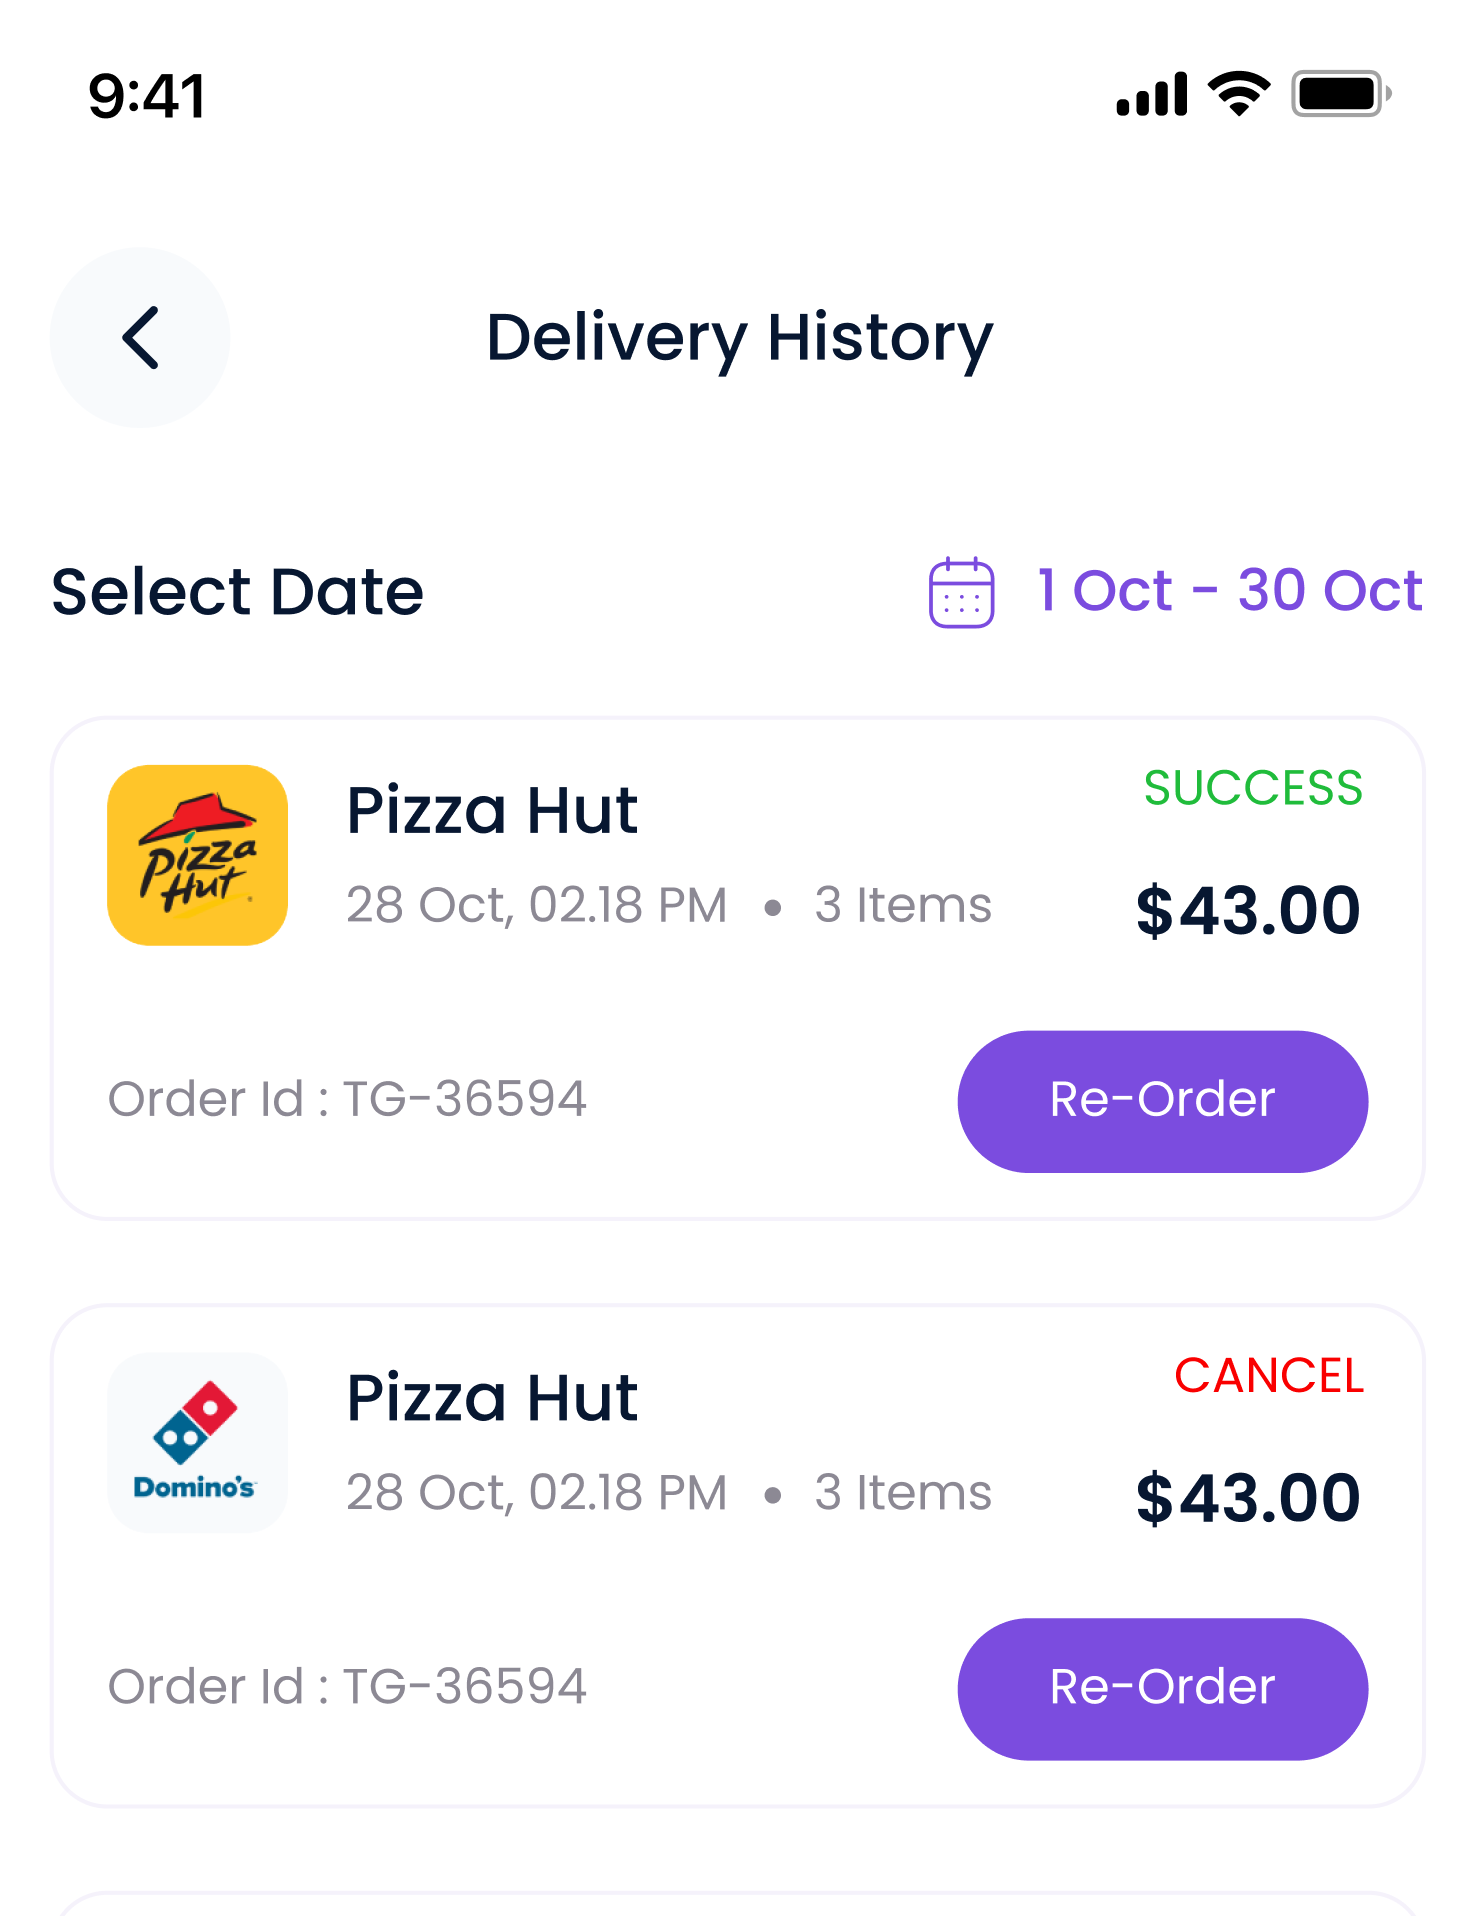 9:41
Delivery History
Select Date
1 Oct - 30 Oct
Pizza Hut
Pizza Hut
SUCCESS
28 Oct, 02.18 PM • 3 Items
$43.00
Order Id : TG-36594
Re-Order
Domino's
Pizza Hut
CANCEL
28 Oct, 02.18 PM • 3 Items
$43.00
Order Id : TG-36594
Re-Order